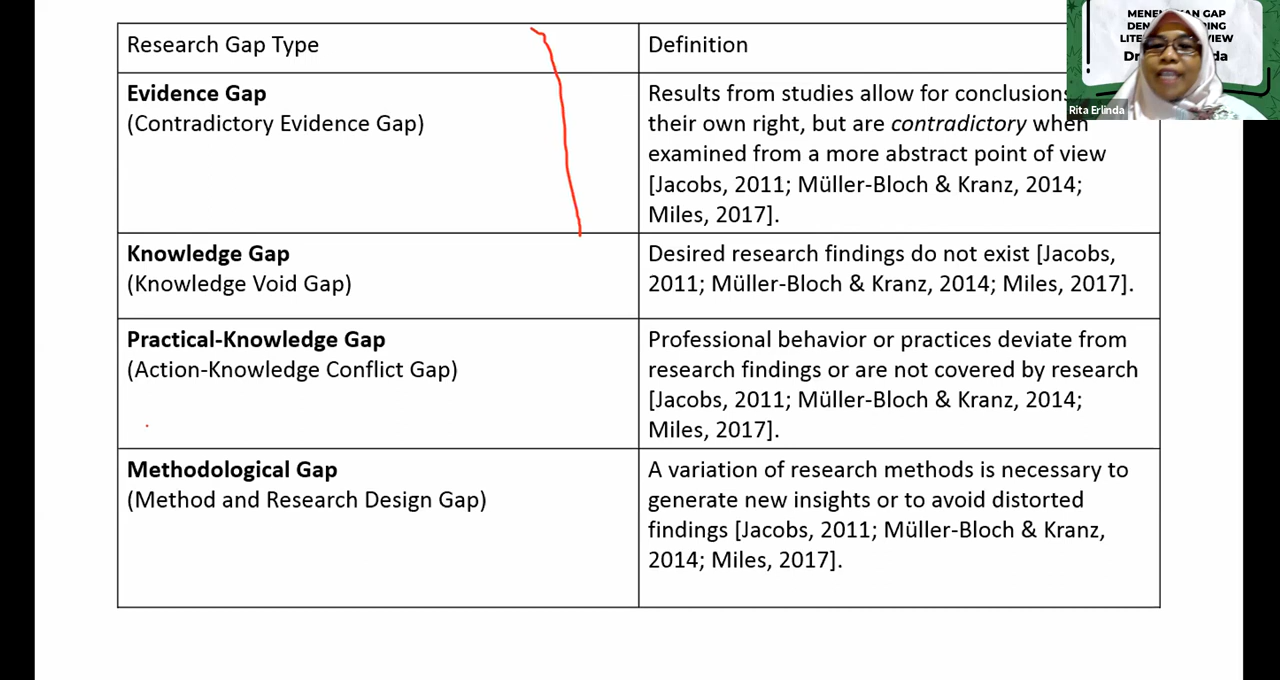 Research Gap Type
Definition
Evidence Gap
(Contradictory Evidence Gap)
Results from studies allow for conclusions
their own right, but are contradictory when
examined from a more abstract point of view
[Jacobs, 2011; Müller-Bloch & Kranz, 2014;
Miles, 2017].
Knowledge Gap
(Knowledge Void Gap)
Desired research findings do not exist [Jacobs,
2011; Müller-Bloch & Kranz, 2014; Miles, 2017].
Practical-Knowledge Gap
(Action-Knowledge Conflict Gap)
Professional behavior or practices deviate from
research findings or are not covered by research
[Jacobs, 2011; Müller-Bloch & Kranz, 2014;
Miles, 2017].
Methodological Gap
(Method and Research Design Gap)
A variation of research methods is necessary to
generate new insights or to avoid distorted
findings [Jacobs, 2011; Müller-Bloch & Kranz,
2014; Miles, 2017].
GAP
Rita Erlinda